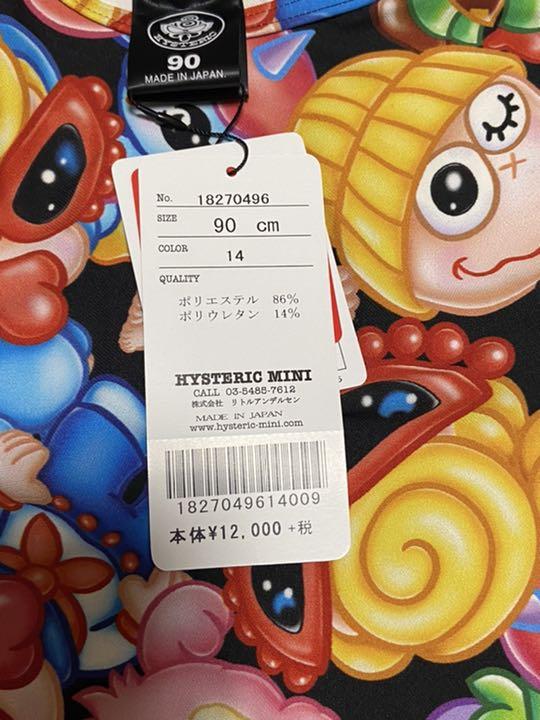 HYSTERIC
90
MADE IN JAPAN.
No. 18270496
SIZE 90 cm
COLOR 14
QUALITY
ポリエステル 86%
ポリウレタン 14%
HYSTERIC MINI
CALL 03-5485-7612
株式会社 リトルアンデルセン
MADE IN JAPAN
www.hysteric-mini.com
1827049614009
本体¥12,000+税